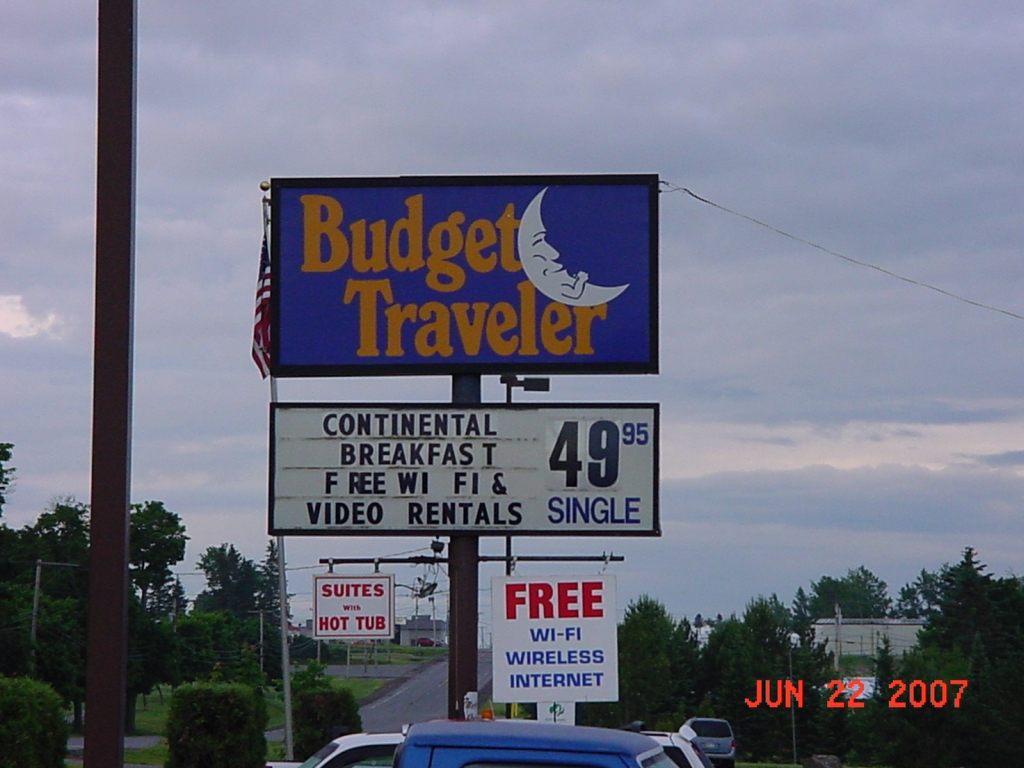 Budget
Traveler
CONTINENTAL
BREAKFAST
FREE WI FI &
VIDEO RENTALS
49 95
SINGLE
SUITES
With
HOT TUB
FREE
WI-FI
WIRELESS
INTERNET
JUN 22 2007